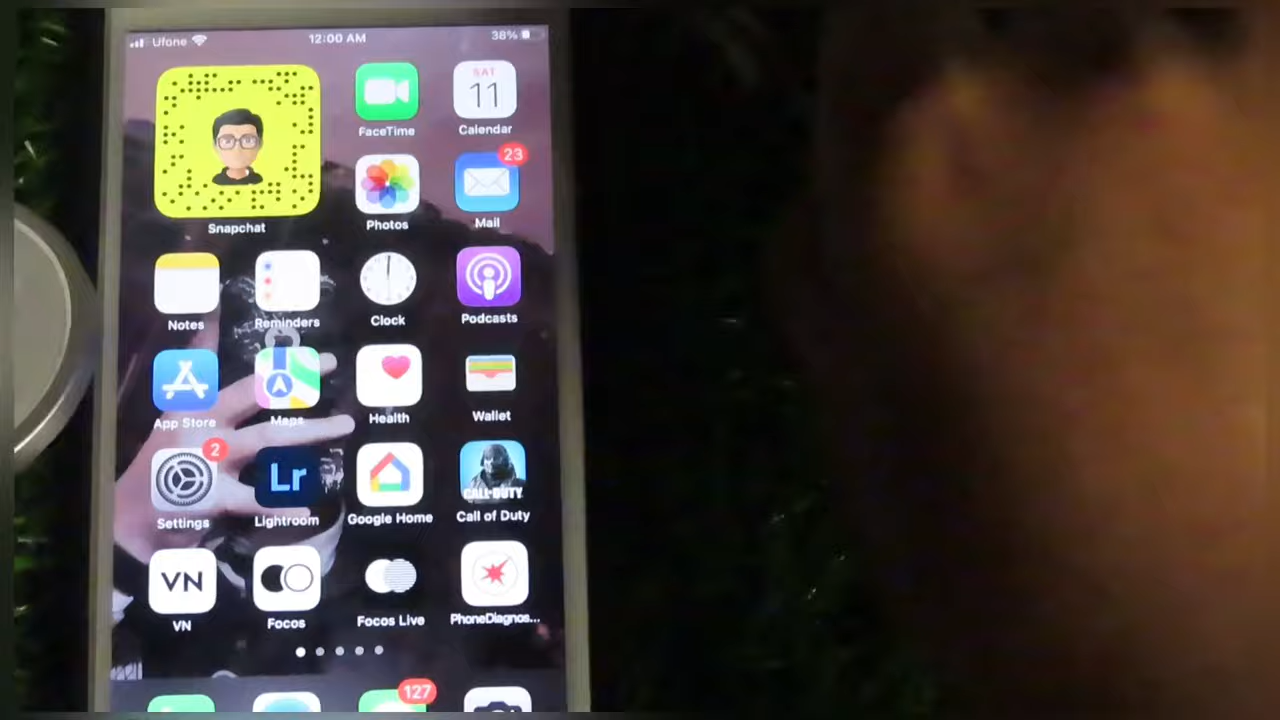 Ufone 12:00 AM 38%
SAT
11
FaceTime Calendar
23
Snapchat Photos Mail
Notes Reminders Clock Podcasts
App Store Maps Health Wallet
2
Lr
CALL·DUTY
Settings Lightroom Google Home Call of Duty
VN
VN Focos Focos Live PhoneDiagnos...
127